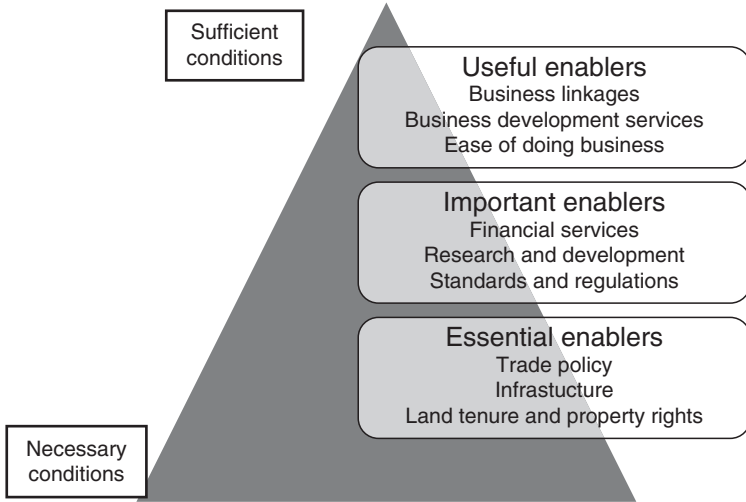 Sufficient
conditions
Useful enablers
Business linkages
Business development services
Ease of doing business
Important enablers
Financial services
Research and development
Standards and regulations
Essential enablers
Trade policy
Infrastucture
Land tenure and property rights
Necessary
conditions